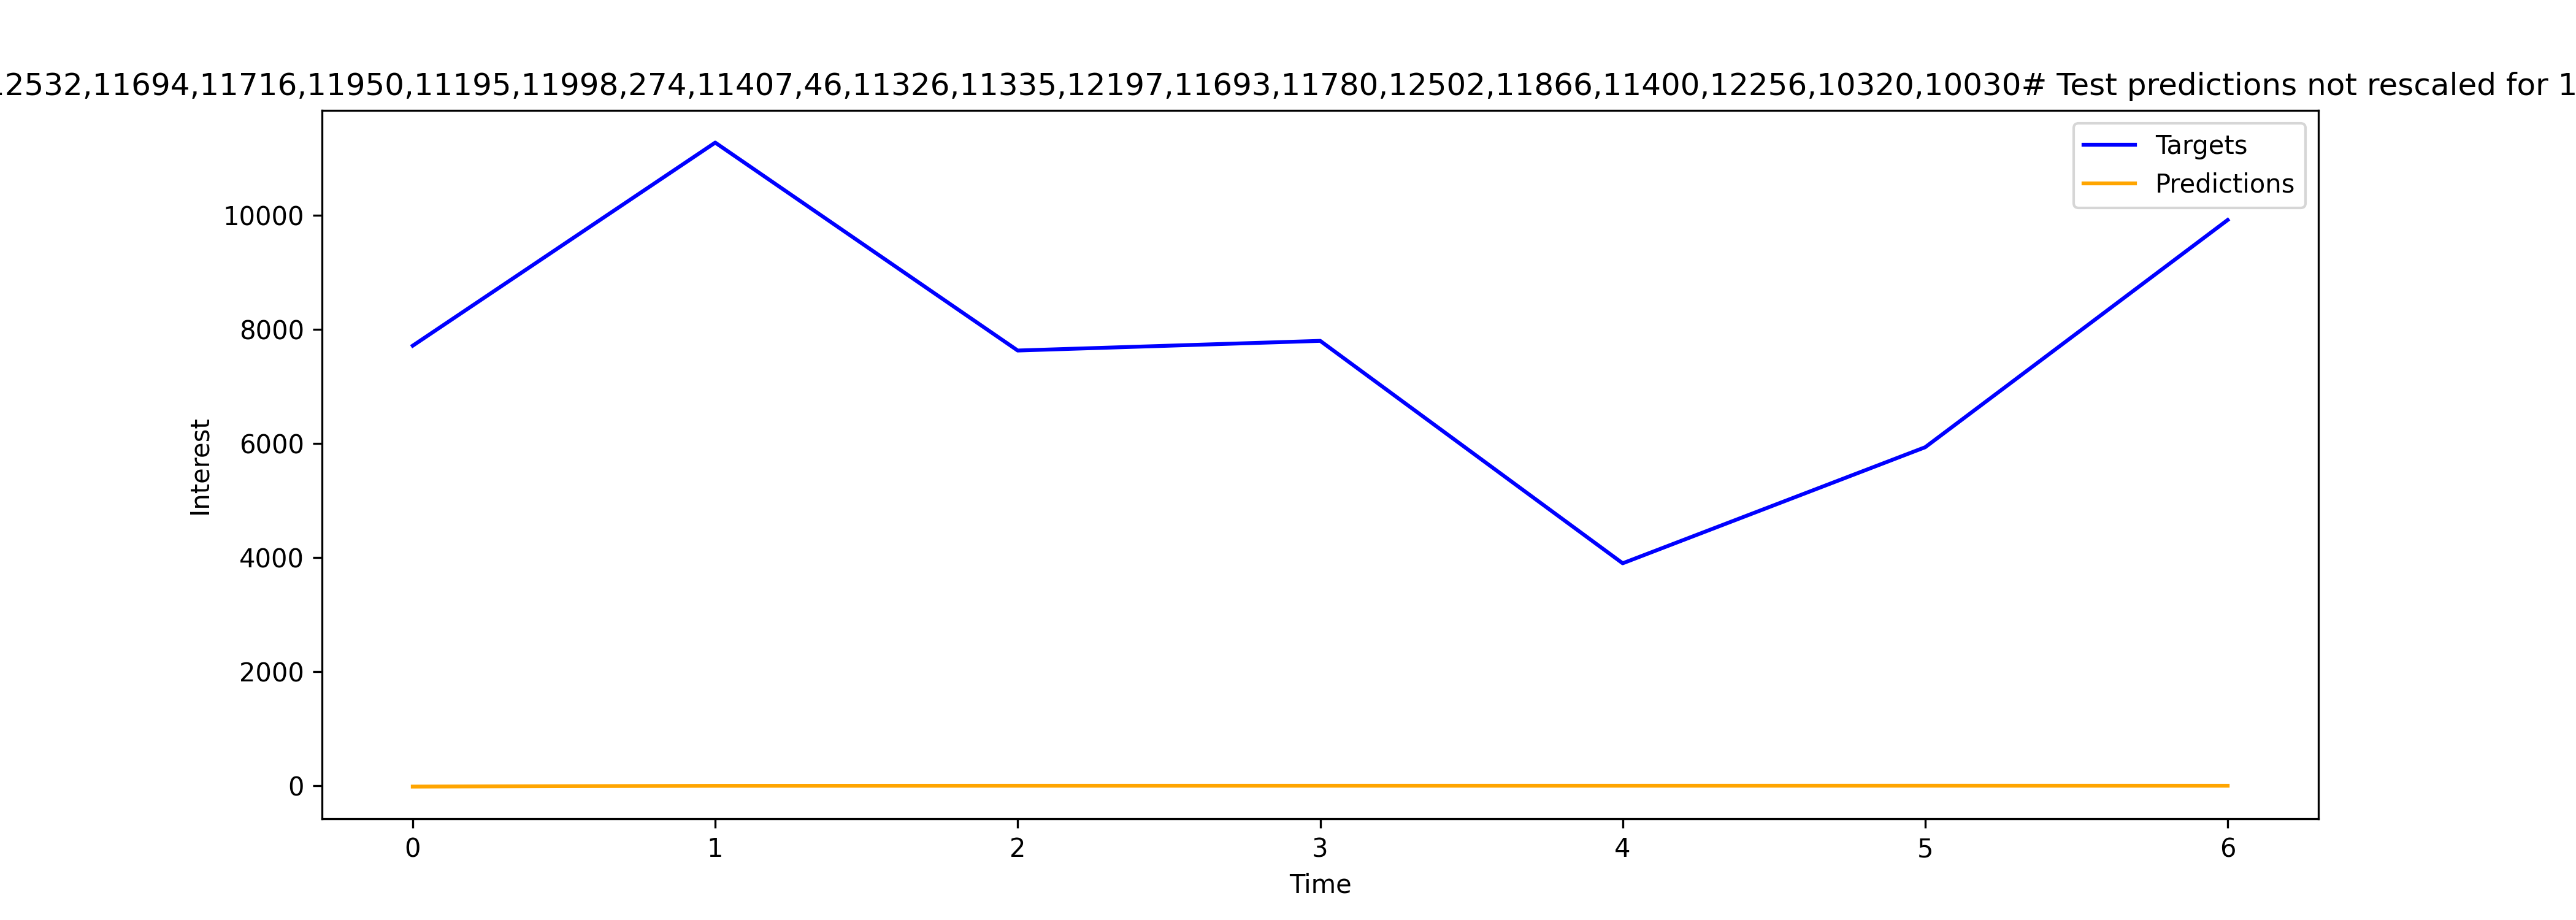 2532,11694,11716,11950,11195,11998,274,11407,46,11326,11335,12197,11693,11780,12502,11866,11400,12256,10320,10030# Test predictions not rescaled for 1
Targets
Predictions
10000
8000
6000
4000
2000
0
Interest
0 1 2 3 4 5 6
Time